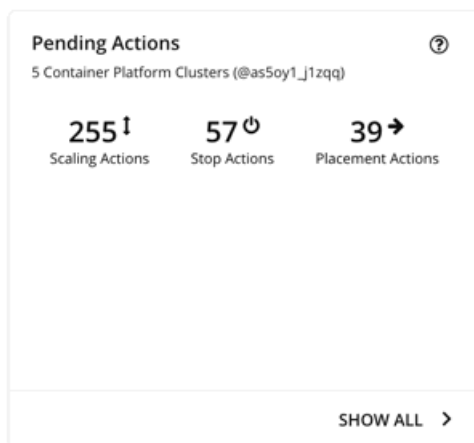 Pending Actions
5 Container Platform Clusters (@as5oy1_j1zqq)
255 57 39
Scaling Actions Stop Actions Placement Actions
SHOW ALL